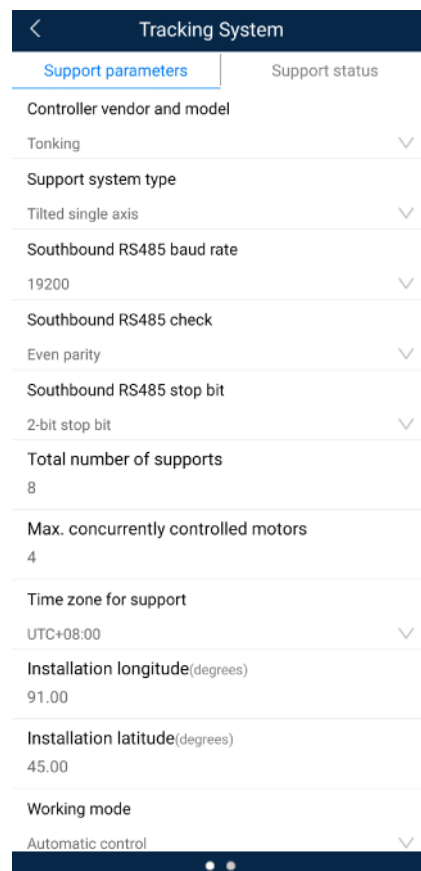 Tracking System
Support parameters
Support status
Controller vendor and model
Tonking
Support system type
Tilted single axis
Southbound RS485 baud rate
19200
Southbound RS485 check
Even parity
Southbound RS485 stop bit
2-bit stop bit
Total number of supports
8
Max. concurrently controlled motors
4
Time zone for support
UTC+08:00
Installation longitude(degrees)
91.00
Installation latitude(degrees)
45.00
Working mode
Automatic control